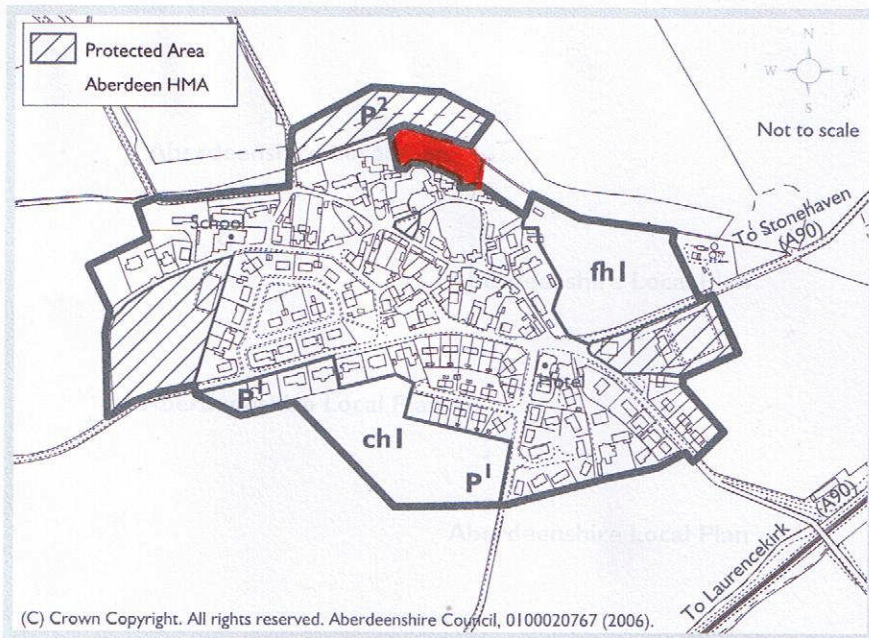 Protected Area
Aberdeen HMA
N
W E
S
Not to scale
P²
School
To Stonehaven
(A90)
fh1
Hotel
P¹
ch1
P¹
(A90)
To Laurencekirk
Aberdeenshire Local Plan
(C) Crown Copyright. All rights reserved. Aberdeenshire Council, 0100020767 (2006).